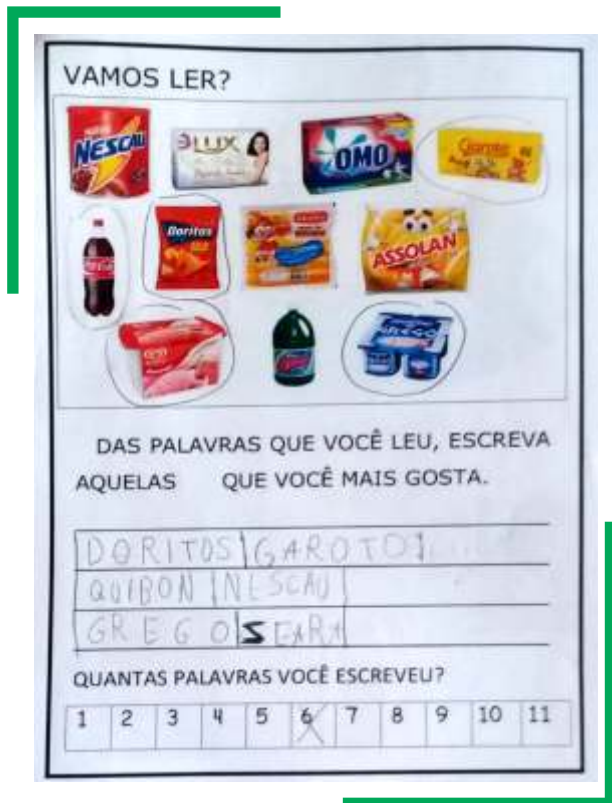 VAMOS LER?
NESCAU
LUX
OMO
Garoto
Doritos
ASSOLAN
GREGO
DAS PALAVRAS QUE VOCÊ LEU, ESCREVA
AQUELAS QUE VOCÊ MAIS GOSTA.
DORITOS GAROTO
QUIBON NESCAU
GREGO SEARA
QUANTAS PALAVRAS VOCÊ ESCREVEU?
1 2 3 4 5 6 7 8 9 10 11